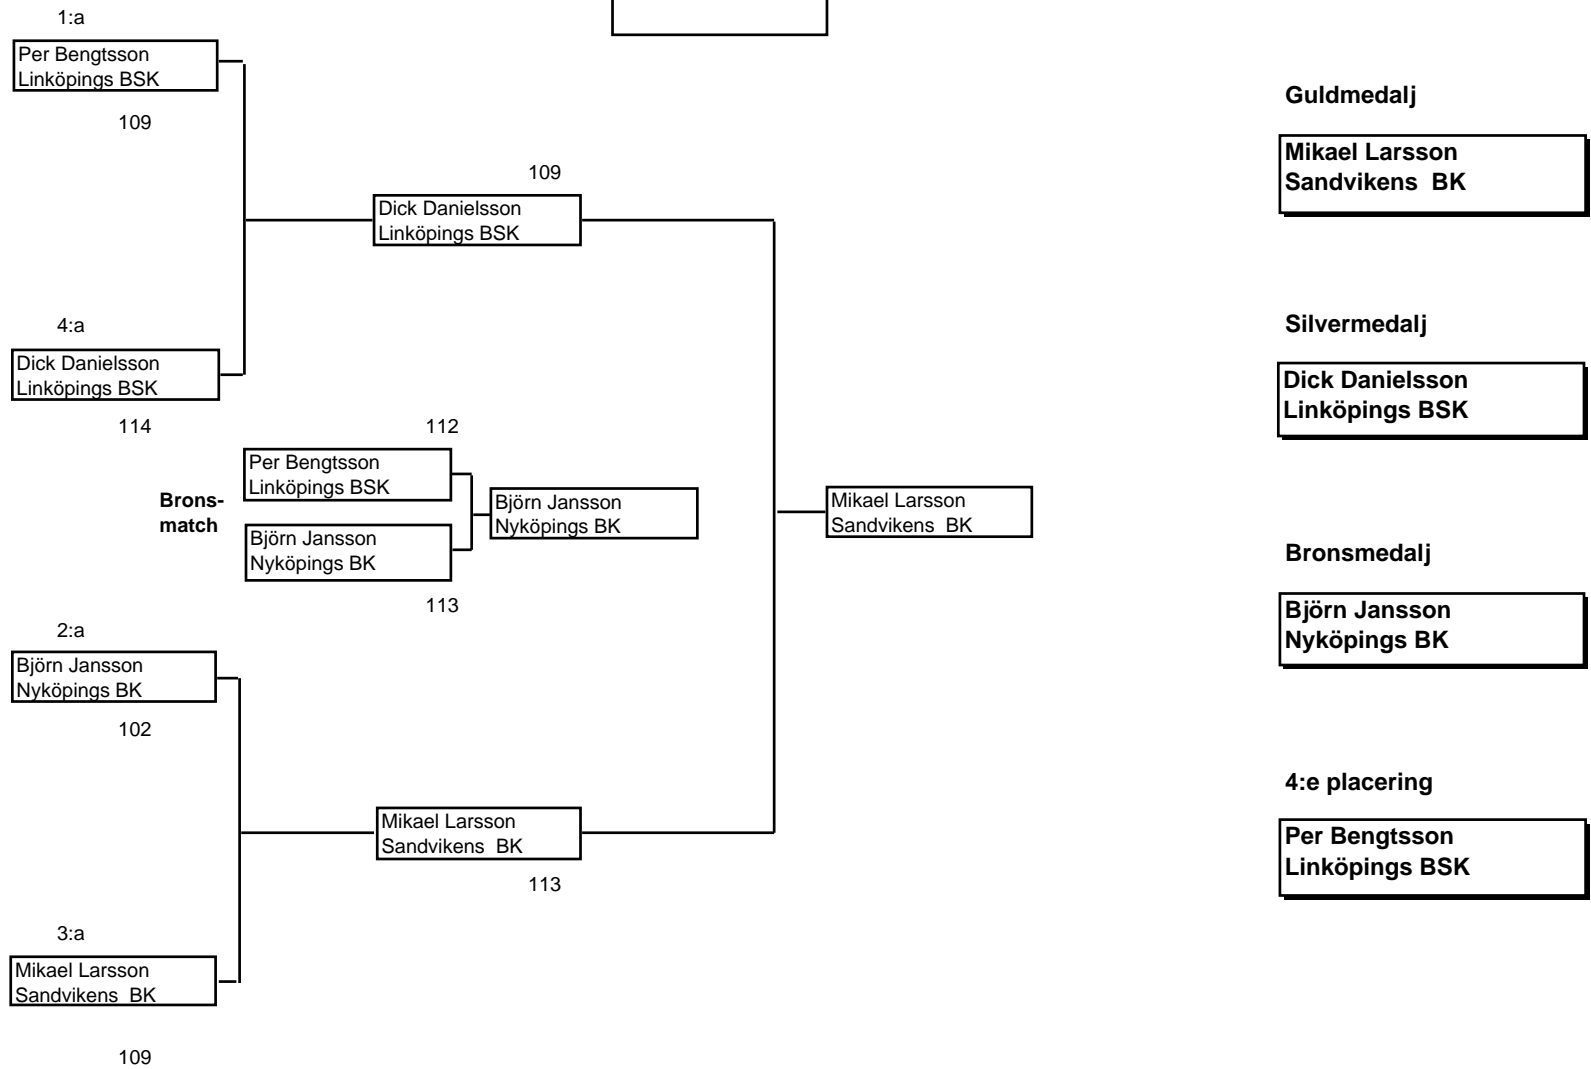 1:a
Per Bengtsson
Linköpings BSK
109
109
Dick Danielsson
Linköpings BSK
4:a
Dick Danielsson
Linköpings BSK
114
112
Brons-
match
Per Bengtsson
Linköpings BSK
Björn Jansson
Nyköpings BK
Björn Jansson
Nyköpings BK
113
Mikael Larsson
Sandvikens  BK
2:a
Björn Jansson
Nyköpings BK
102
Mikael Larsson
Sandvikens  BK
113
3:a
Mikael Larsson
Sandvikens  BK
109
Guldmedalj
Mikael Larsson
Sandvikens  BK
Silvermedalj
Dick Danielsson
Linköpings BSK
Bronsmedalj
Björn Jansson
Nyköpings BK
4:e placering
Per Bengtsson
Linköpings BSK